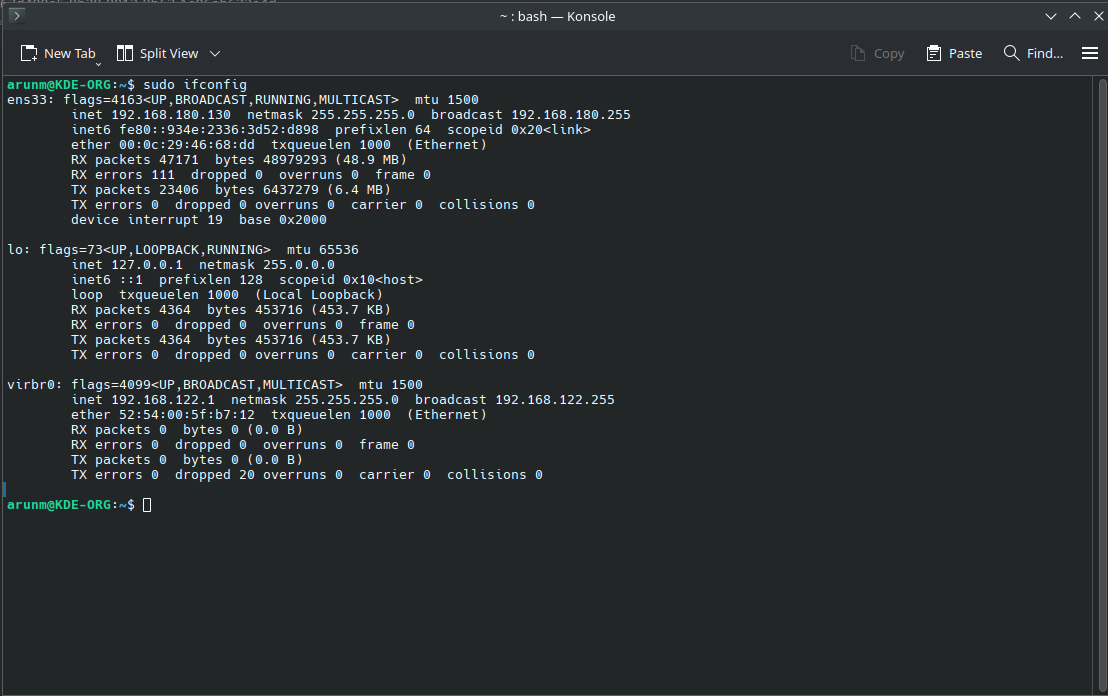 ~ : bash — Konsole
New Tab Split View Copy Paste Find...
arunm@KDE-ORG:~$ sudo ifconfig
ens33: flags=4163<UP,BROADCAST,RUNNING,MULTICAST>  mtu 1500
        inet 192.168.180.130  netmask 255.255.255.0  broadcast 192.168.180.255
        inet6 fe80::934e:2336:3d52:d898  prefixlen 64  scopeid 0x20<link>
        ether 00:0c:29:46:68:dd  txqueuelen 1000  (Ethernet)
        RX packets 47171  bytes 48979293 (48.9 MB)
        RX errors 111  dropped 0  overruns 0  frame 0
        TX packets 23406  bytes 6437279 (6.4 MB)
        TX errors 0  dropped 0 overruns 0  carrier 0  collisions 0
        device interrupt 19  base 0x2000

lo: flags=73<UP,LOOPBACK,RUNNING>  mtu 65536
        inet 127.0.0.1  netmask 255.0.0.0
        inet6 ::1  prefixlen 128  scopeid 0x10<host>
        loop  txqueuelen 1000  (Local Loopback)
        RX packets 4364  bytes 453716 (453.7 KB)
        RX errors 0  dropped 0  overruns 0  frame 0
        TX packets 4364  bytes 453716 (453.7 KB)
        TX errors 0  dropped 0 overruns 0  carrier 0  collisions 0

virbr0: flags=4099<UP,BROADCAST,MULTICAST>  mtu 1500
        inet 192.168.122.1  netmask 255.255.255.0  broadcast 192.168.122.255
        ether 52:54:00:5f:b7:12  txqueuelen 1000  (Ethernet)
        RX packets 0  bytes 0 (0.0 B)
        RX errors 0  dropped 0  overruns 0  frame 0
        TX packets 0  bytes 0 (0.0 B)
        TX errors 0  dropped 20 overruns 0  carrier 0  collisions 0

arunm@KDE-ORG:~$